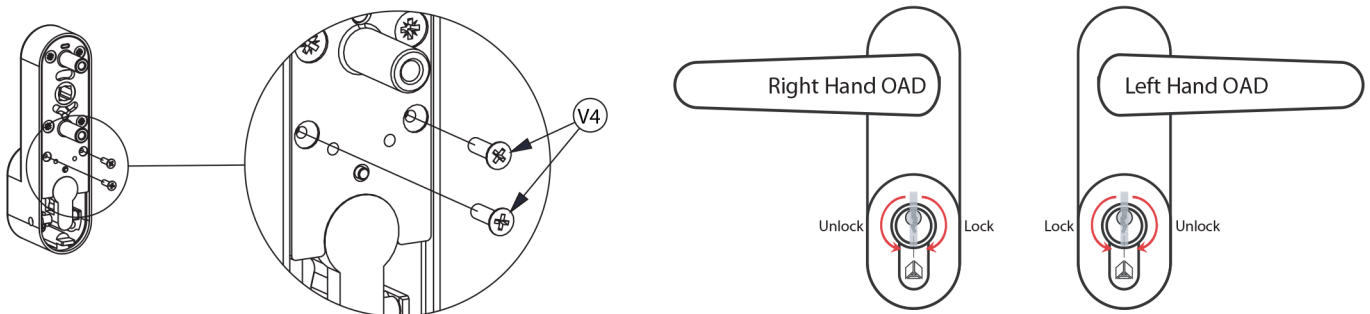 V4
Right Hand OAD
Left Hand OAD
Unlock
Lock
Lock
Unlock